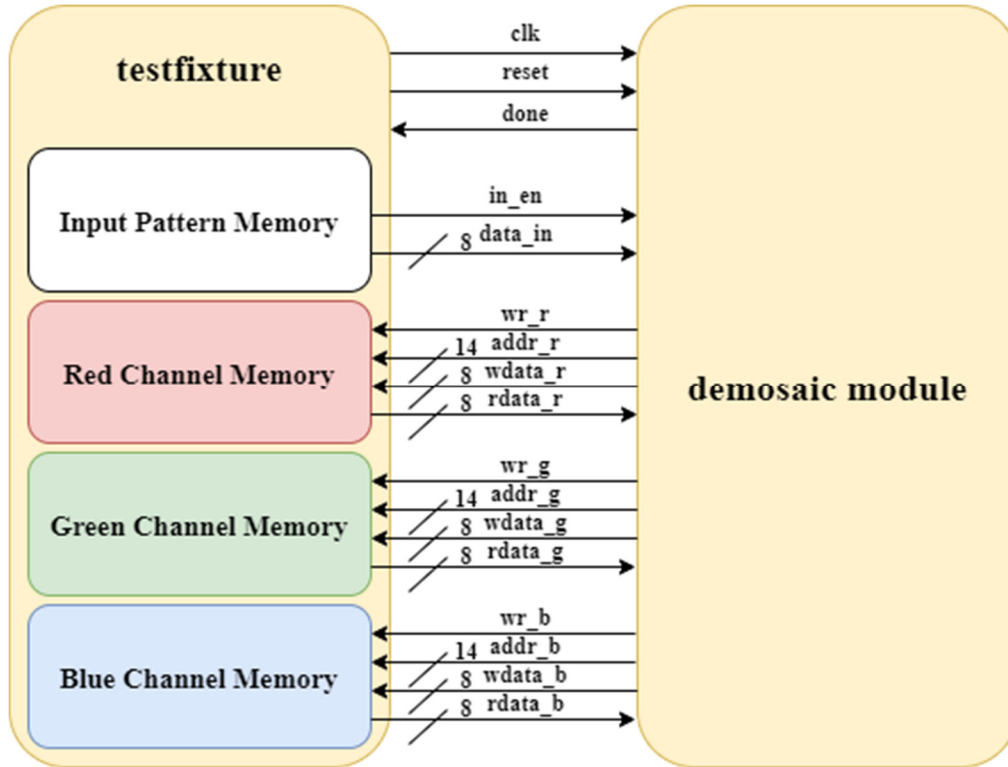 testfixture
clk
reset
done
Input Pattern Memory
in_en
8 data_in
Red Channel Memory
wr_r
14 addr_r
8 wdata_r
8 rdata_r
demosaic module
Green Channel Memory
wr_g
14 addr_g
8 wdata_g
8 rdata_g
Blue Channel Memory
wr_b
14 addr_b
8 wdata_b
8 rdata_b